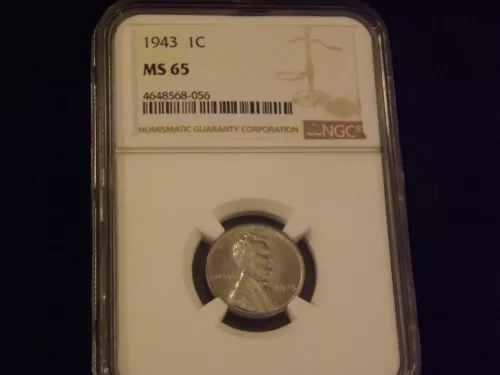 1943 1C
MS 65
4648568-056
NUMISMATIC GUARANTY CORPORATION
NGC